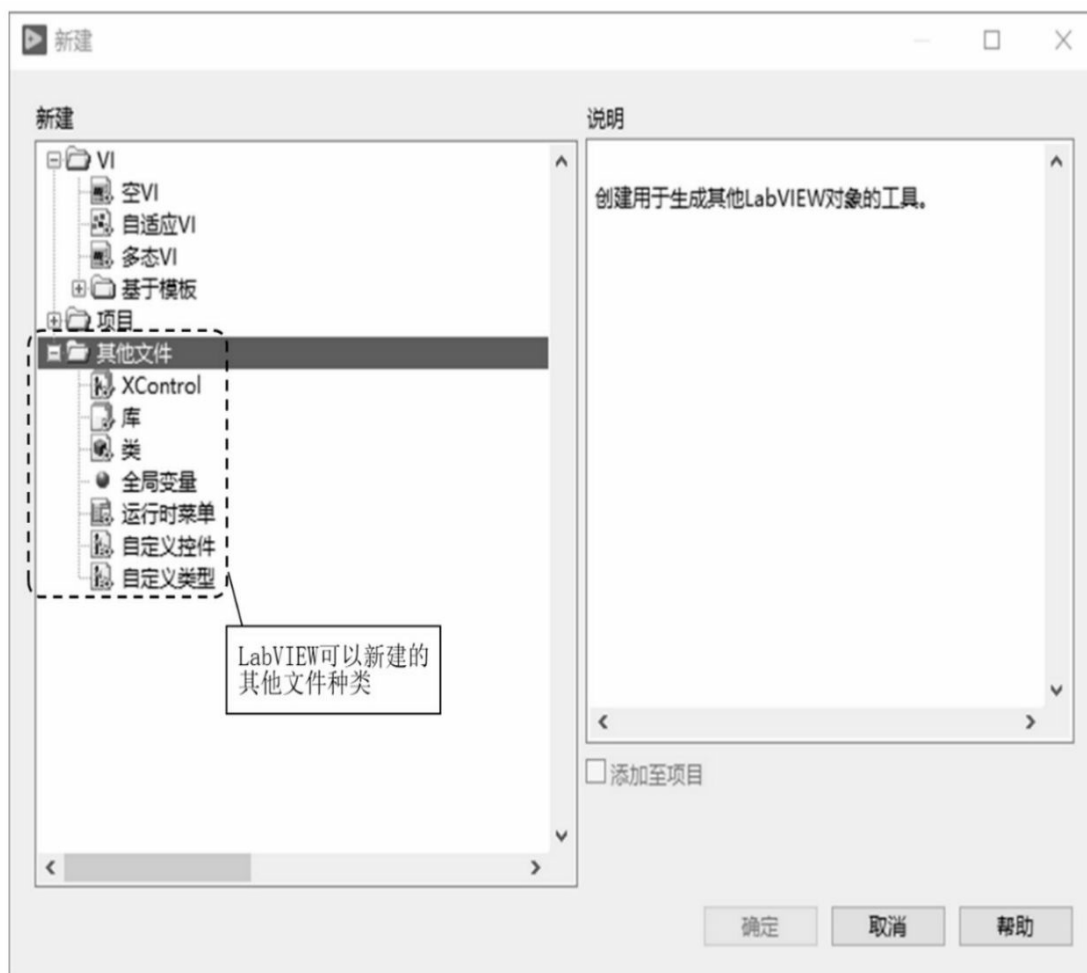 新建
新建
说明
VI
创建用于生成其他LabVIEW对象的工具。
空VI
自适应VI
多态VI
基于模板
项目
其他文件
XControl
库
类
全局变量
运行时菜单
自定义控件
自定义类型
LabVIEW可以新建的
其他文件种类
添加至项目
确定
取消
帮助